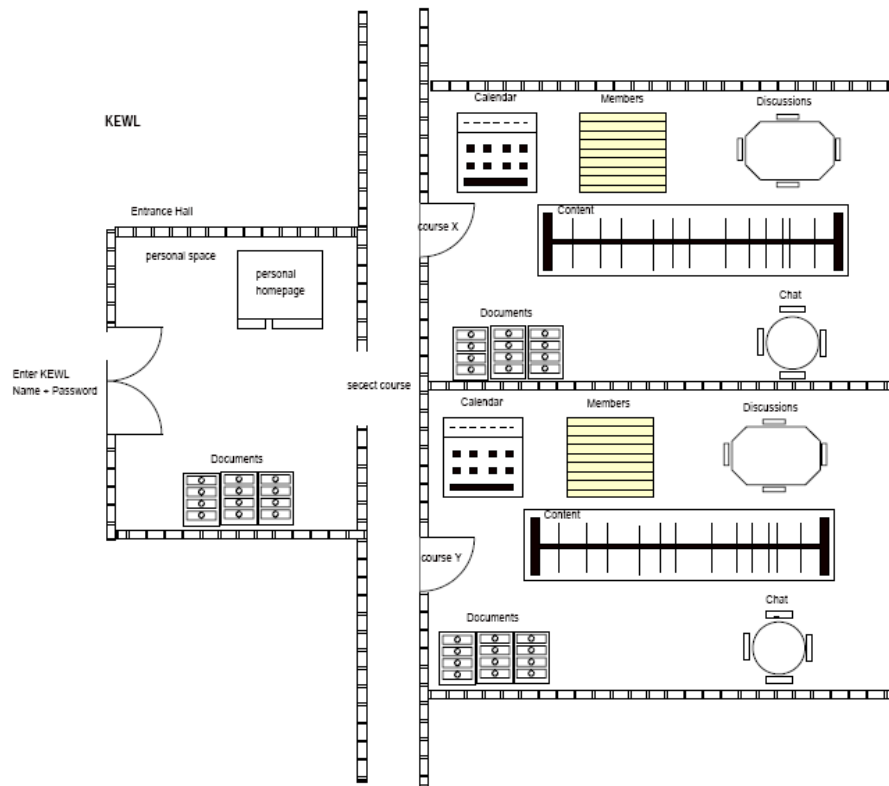 KEWL
Entrance Hall
personal space
personal
homepage
Enter KEWL
Name + Password
Documents
secect course
Calendar
Members
Discussions
course X
Content
Documents
Chat
Calendar
Members
Discussions
Content
course Y
Documents
Chat